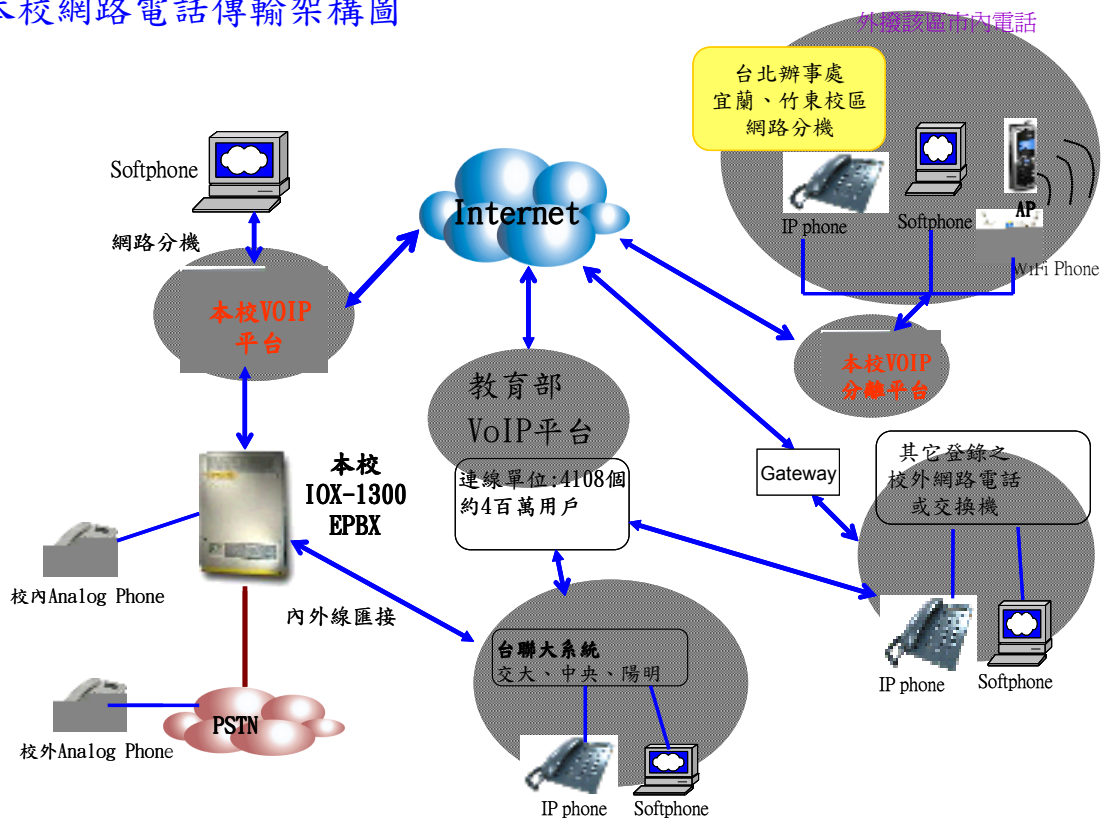 本校網路電話傳輸架構圖
外撥該區市內電話
台北辦事處
宜蘭、竹東校區
網路分機
Softphone
Internet
IP phone
Softphone
AP
WiFi Phone
網路分機
本校VOIP
平台
本校VOIP
分離平台
教育部
VoIP平台
連線單位:4108個
約4百萬用戶
Gateway
其它登錄之
校外網路電話
或交換機
本校
IOX-1300
EPBX
校內Analog Phone
內外線匯接
台聯大系統
交大、中央、陽明
IP phone
Softphone
PSTN
校外Analog Phone
IP phone
Softphone